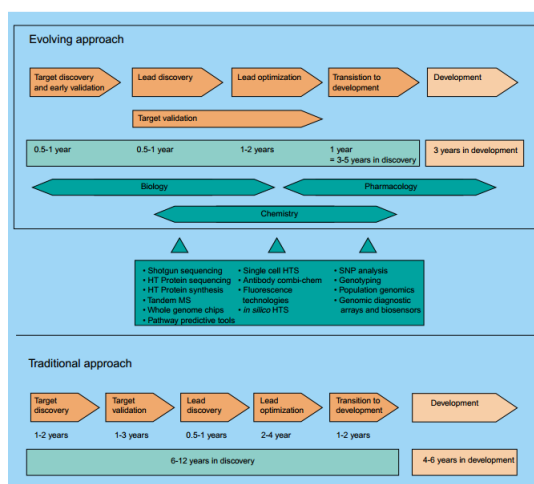 Evolving approach
Target discovery
and early validation
Lead discovery
Lead optimization
Transistion to
development
Development
Target validation
0.5-1 year
0.5-1 year
1-2 years
1 year
= 3-5 years in discovery
3 years in development
Biology
Pharmacology
Chemistry
• Shotgun sequencing
• HT Protein sequencing
• HT Protein synthesis
• Tandem MS
• Whole genome chips
• Pathway predictive tools
• Single cell HTS
• Antibody combi-chem
• Fluorescence
technologies
• in silico HTS
• SNP analysis
• Genotyping
• Population genomics
• Genomic diagnostic
arrays and biosensors
Traditional approach
Target
discovery
Target
validation
Lead
discovery
Lead
optimization
Transition to
development
Development
1-2 years
1-3 years
0.5-1 years
2-4 year
1-2 years
6-12 years in discovery
4-6 years in development